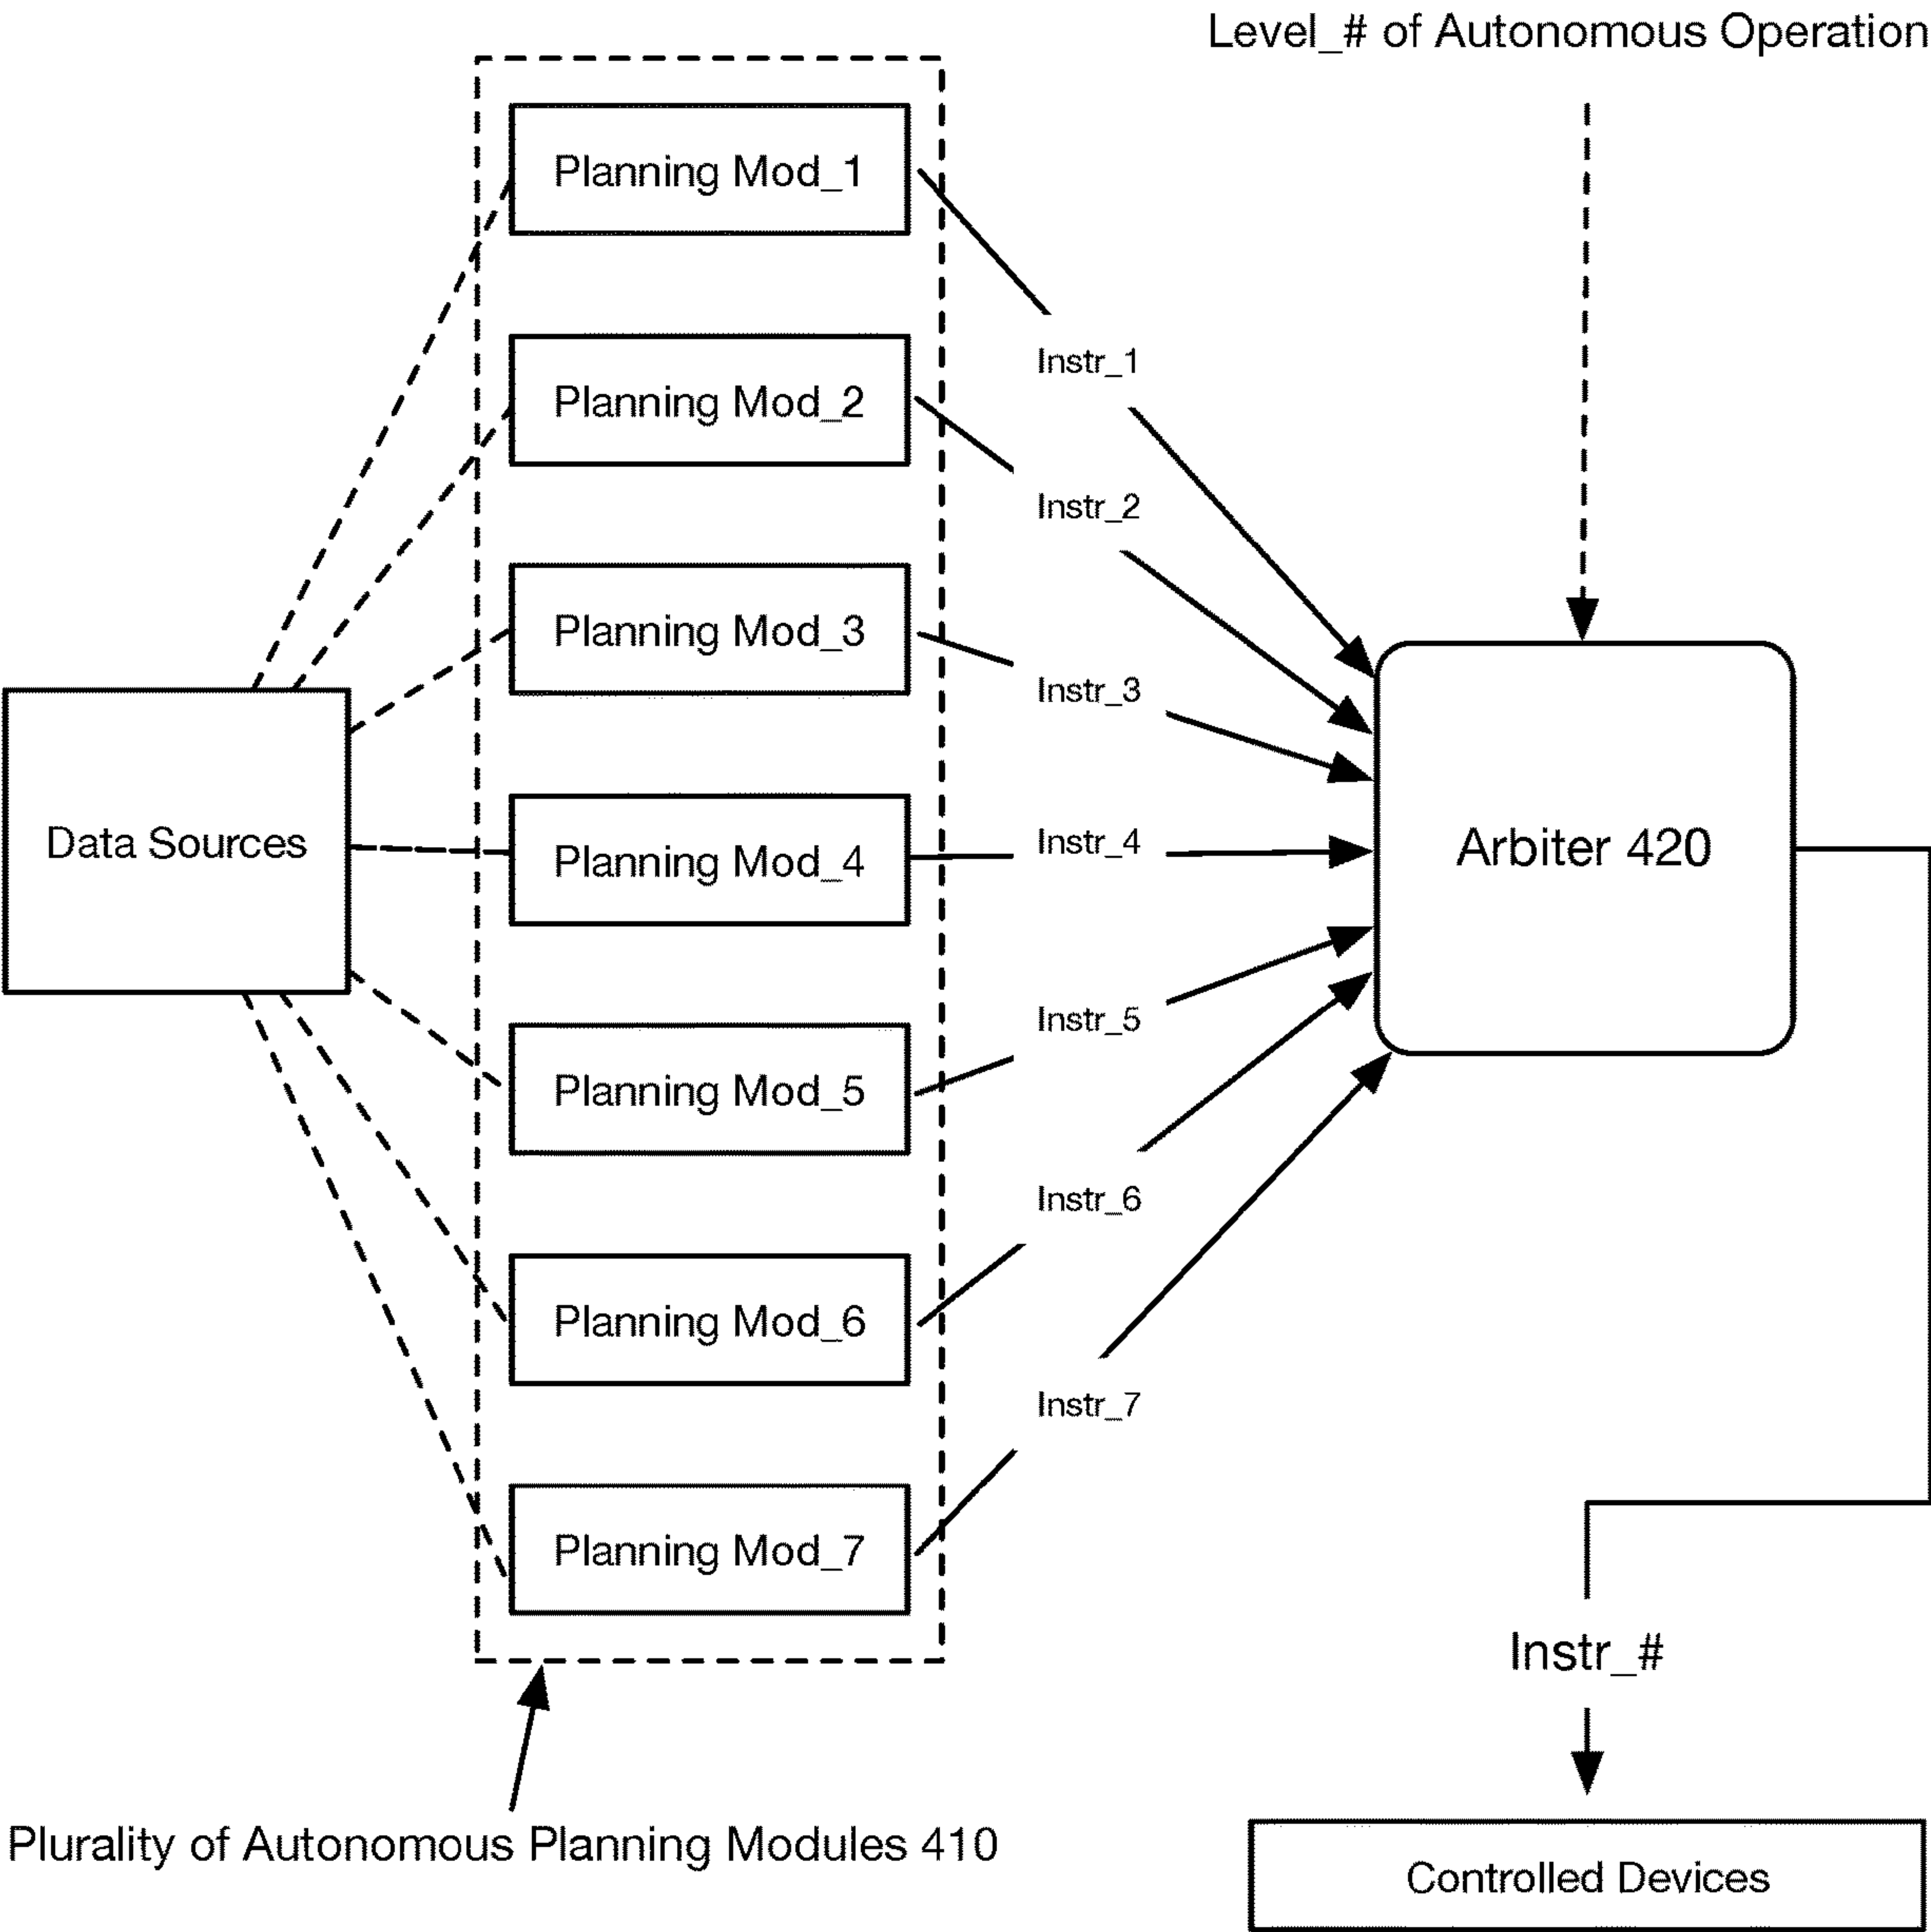 Level_# of Autonomous Operation
Planning Mod_1
Planning Mod_2
Planning Mod_3
Planning Mod_4
Planning Mod_5
Planning Mod_6
Planning Mod_7
Data Sources
Instr_1
Instr_2
Instr_3
Instr_4
Instr_5
Instr_6
Instr_7
Arbiter 420
Instr_#
Plurality of Autonomous Planning Modules 410
Controlled Devices